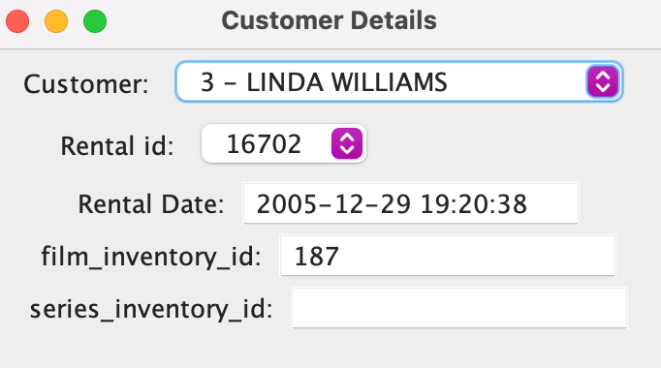 Customer Details
Customer: 3 – LINDA WILLIAMS
Rental id: 16702
Rental Date: 2005–12–29 19:20:38
film_inventory_id: 187
series_inventory_id: